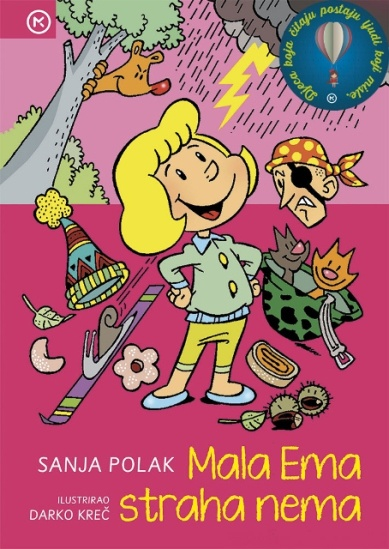 Djeca koja čitaju postaju ljudi koji misle.
SANJA POLAK
Mala Ema
straha nema
ILUSTRIRAO
DARKO KREČ